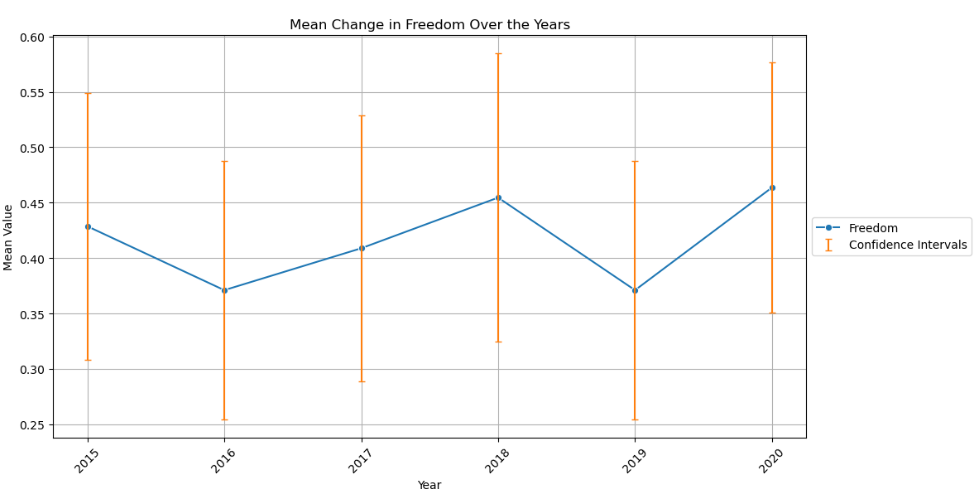 Mean Change in Freedom Over the Years
Mean Value
0.60
0.55
0.50
0.45
0.40
0.35
0.30
0.25
2015
2016
2017
2018
2019
2020
Year
Freedom
Confidence Intervals